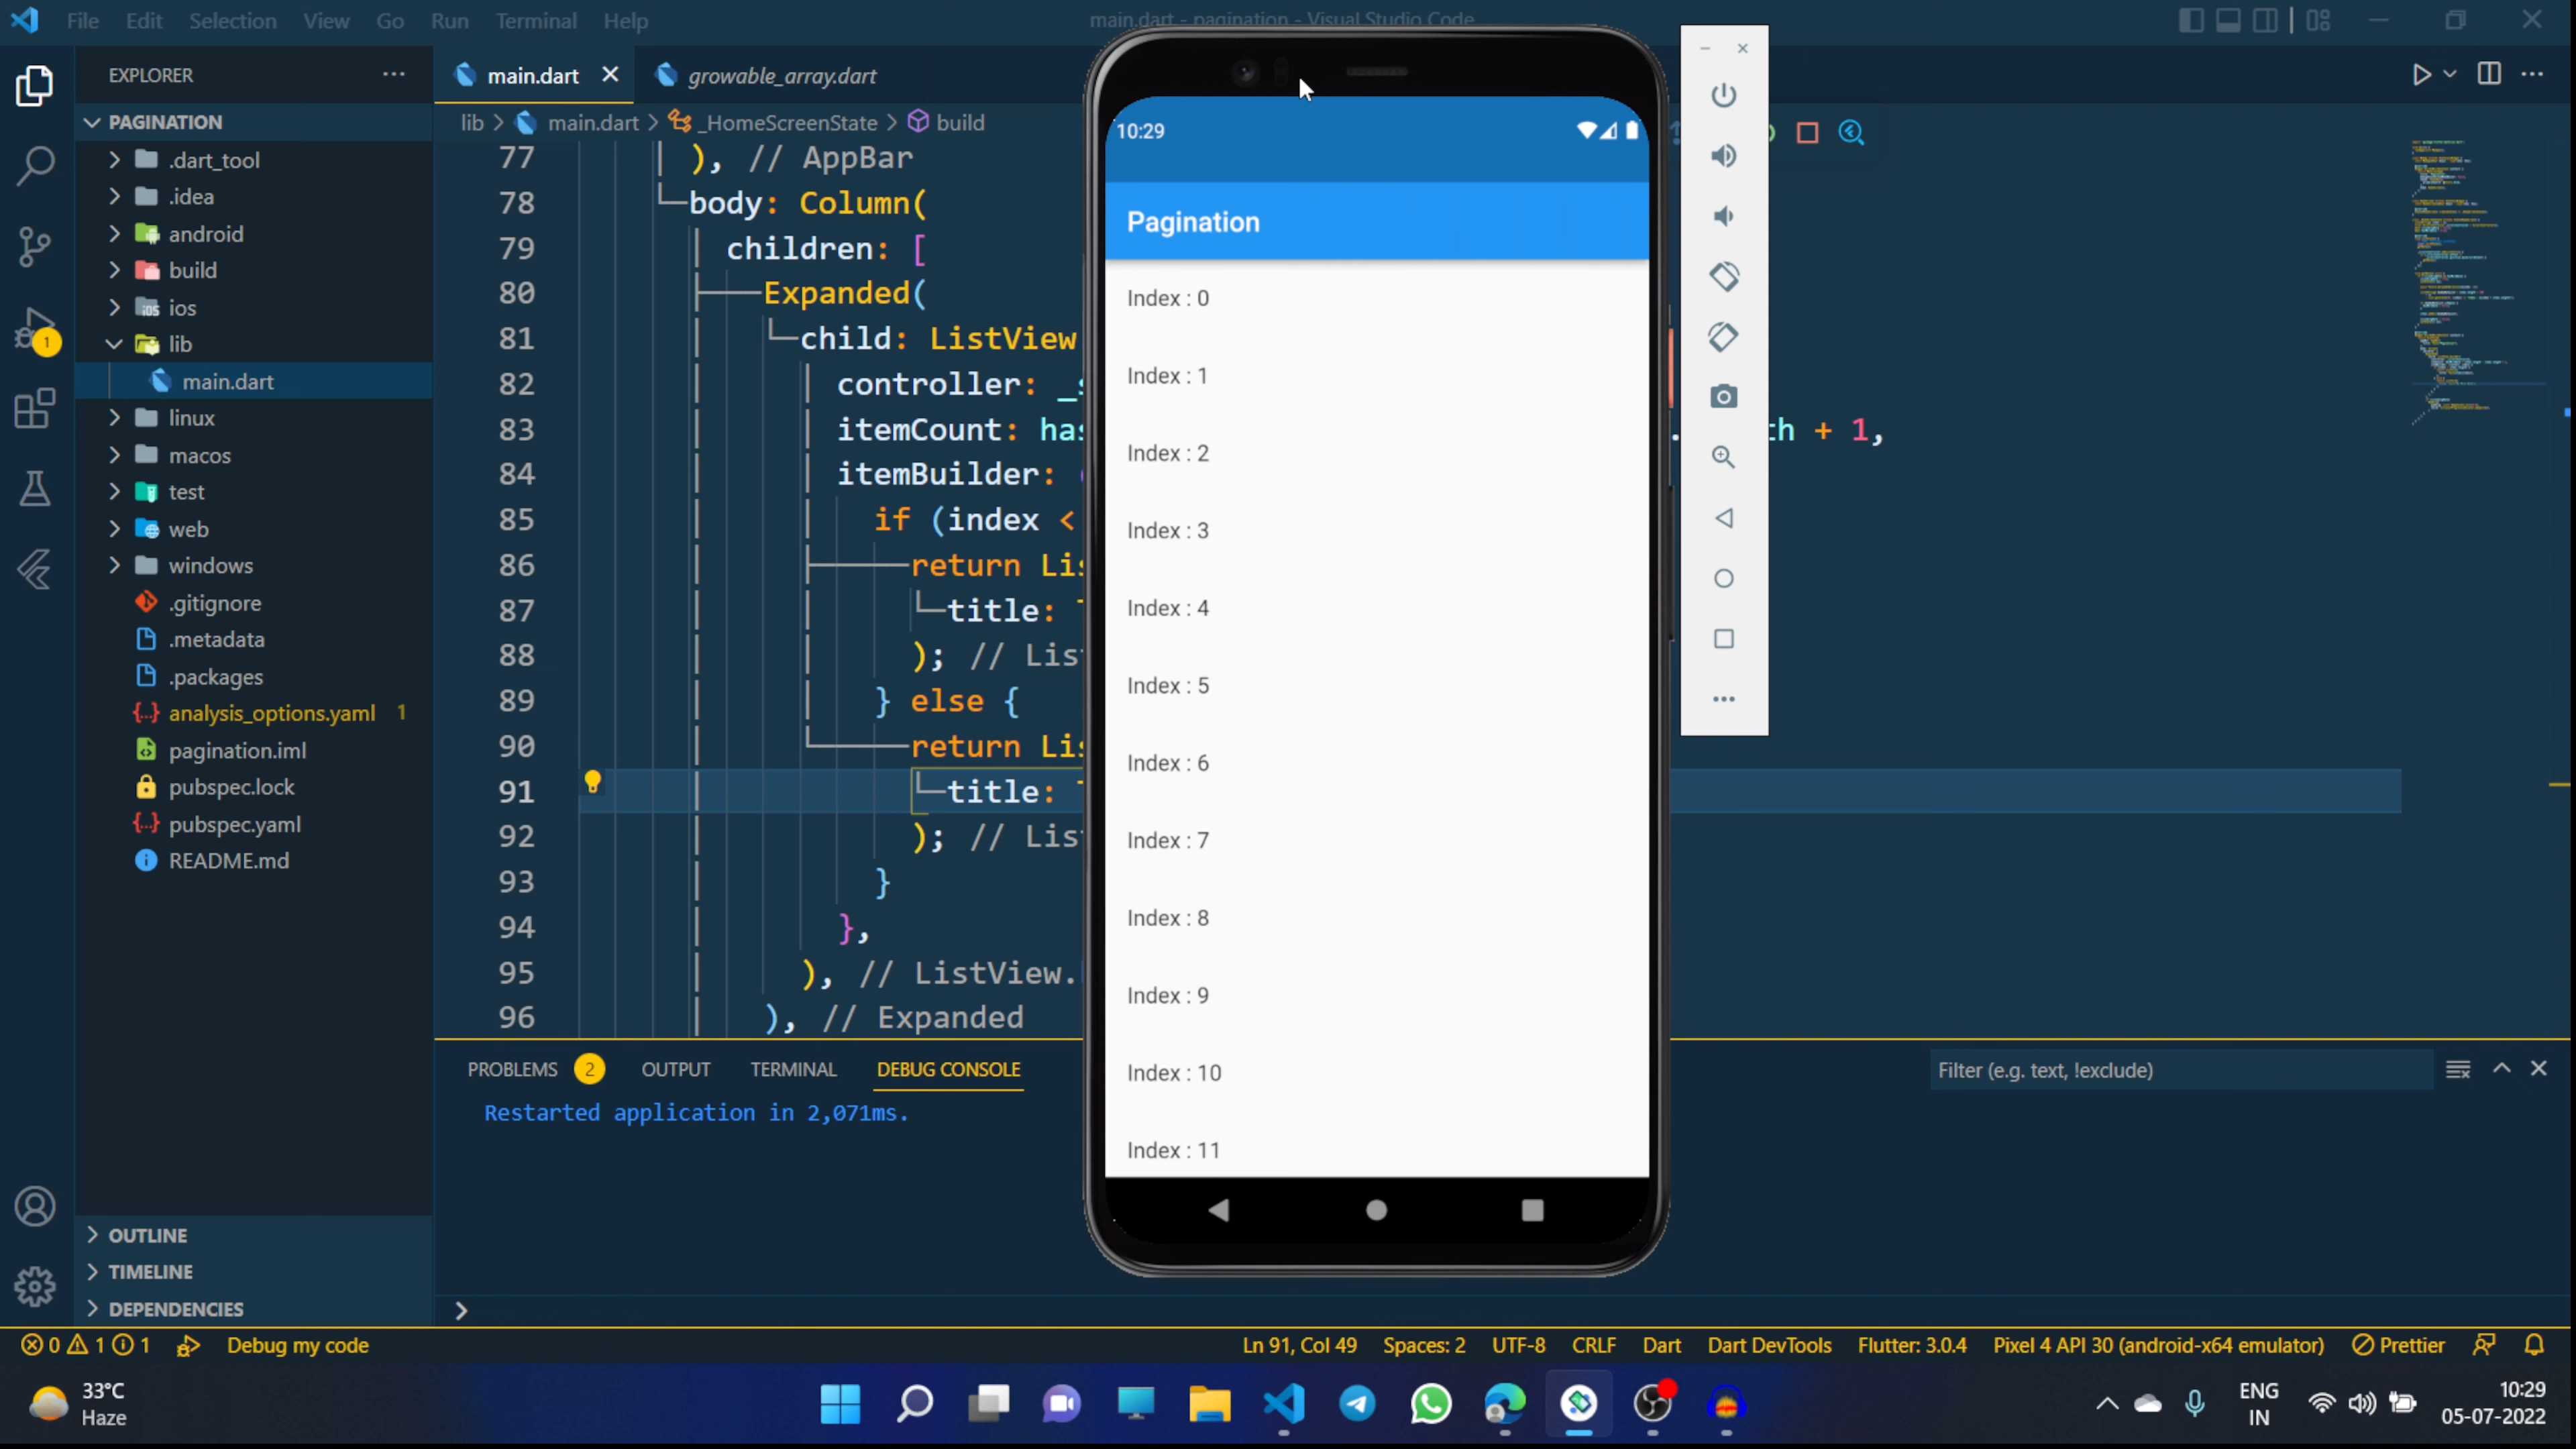 File Edit Selection View Go Run Terminal Help
main.dart - pagination - Visual Studio Code
EXPLORER
PAGINATION
.dart_tool
.idea
android
build
ios
lib
main.dart
linux
macos
test
web
windows
.gitignore
.metadata
.packages
analysis_options.yaml 1
pagination.iml
pubspec.lock
pubspec.yaml
README.md
OUTLINE
TIMELINE
DEPENDENCIES
main.dart growable_array.dart
lib > main.dart > _HomeScreenState > build
77 ), // AppBar
78 body: Column(
79 children: [
80 Expanded(
81 child: ListView
82 controller:
83 itemCount: th + 1,
84 itemBuilder:
85 if (index <
86 return
87 title:
88 ); //
89 } else {
90 return
91 title:
92 ); //
93 }
94 },
95 ), // ListView.
96 ), // Expanded
10:29
Pagination
Index : 0
Index : 1
Index : 2
Index : 3
Index : 4
Index : 5
Index : 6
Index : 7
Index : 8
Index : 9
Index : 10
Index : 11
PROBLEMS 2 OUTPUT TERMINAL DEBUG CONSOLE
Filter (e.g. text, !exclude)
Restarted application in 2,071ms.
0 1 1 Debug my code
Ln 91, Col 49 Spaces: 2 UTF-8 CRLF Dart Dart DevTools Flutter: 3.0.4 Pixel 4 API 30 (android-x64 emulator) Prettier
33°C
Haze
ENG
IN
10:29
05-07-2022